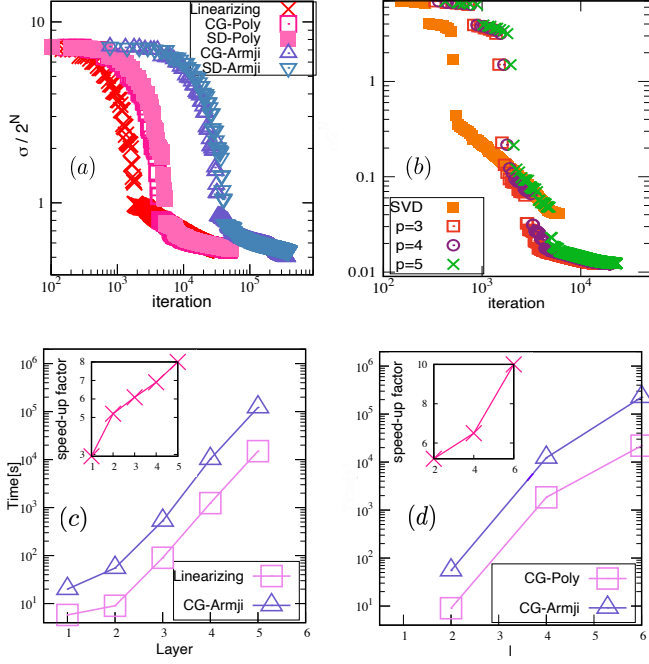 10
1
σ / 2^N
(a)
Linearizing
CG-Poly
SD-Poly
CG-Armji
SD-Armji
10^2 10^3 10^4 10^5
iteration
1
0.1
0.01
(b)
SVD
p=3
p=4
p=5
10^2 10^3 10^4
iteration
10^6
10^5
10^4
10^3
10^2
10^1
Time[s]
speed-up factor
8
6
5
3
1 2 3 4 5
(c)
Linearizing
CG-Armji
1 2 3 4 5 6
Layer
10^6
10^5
10^4
10^3
10^2
10^1
speed-up factor
10
8
6
2 4 6
(d)
CG-Poly
CG-Armji
1 2 3 4 5 6
l